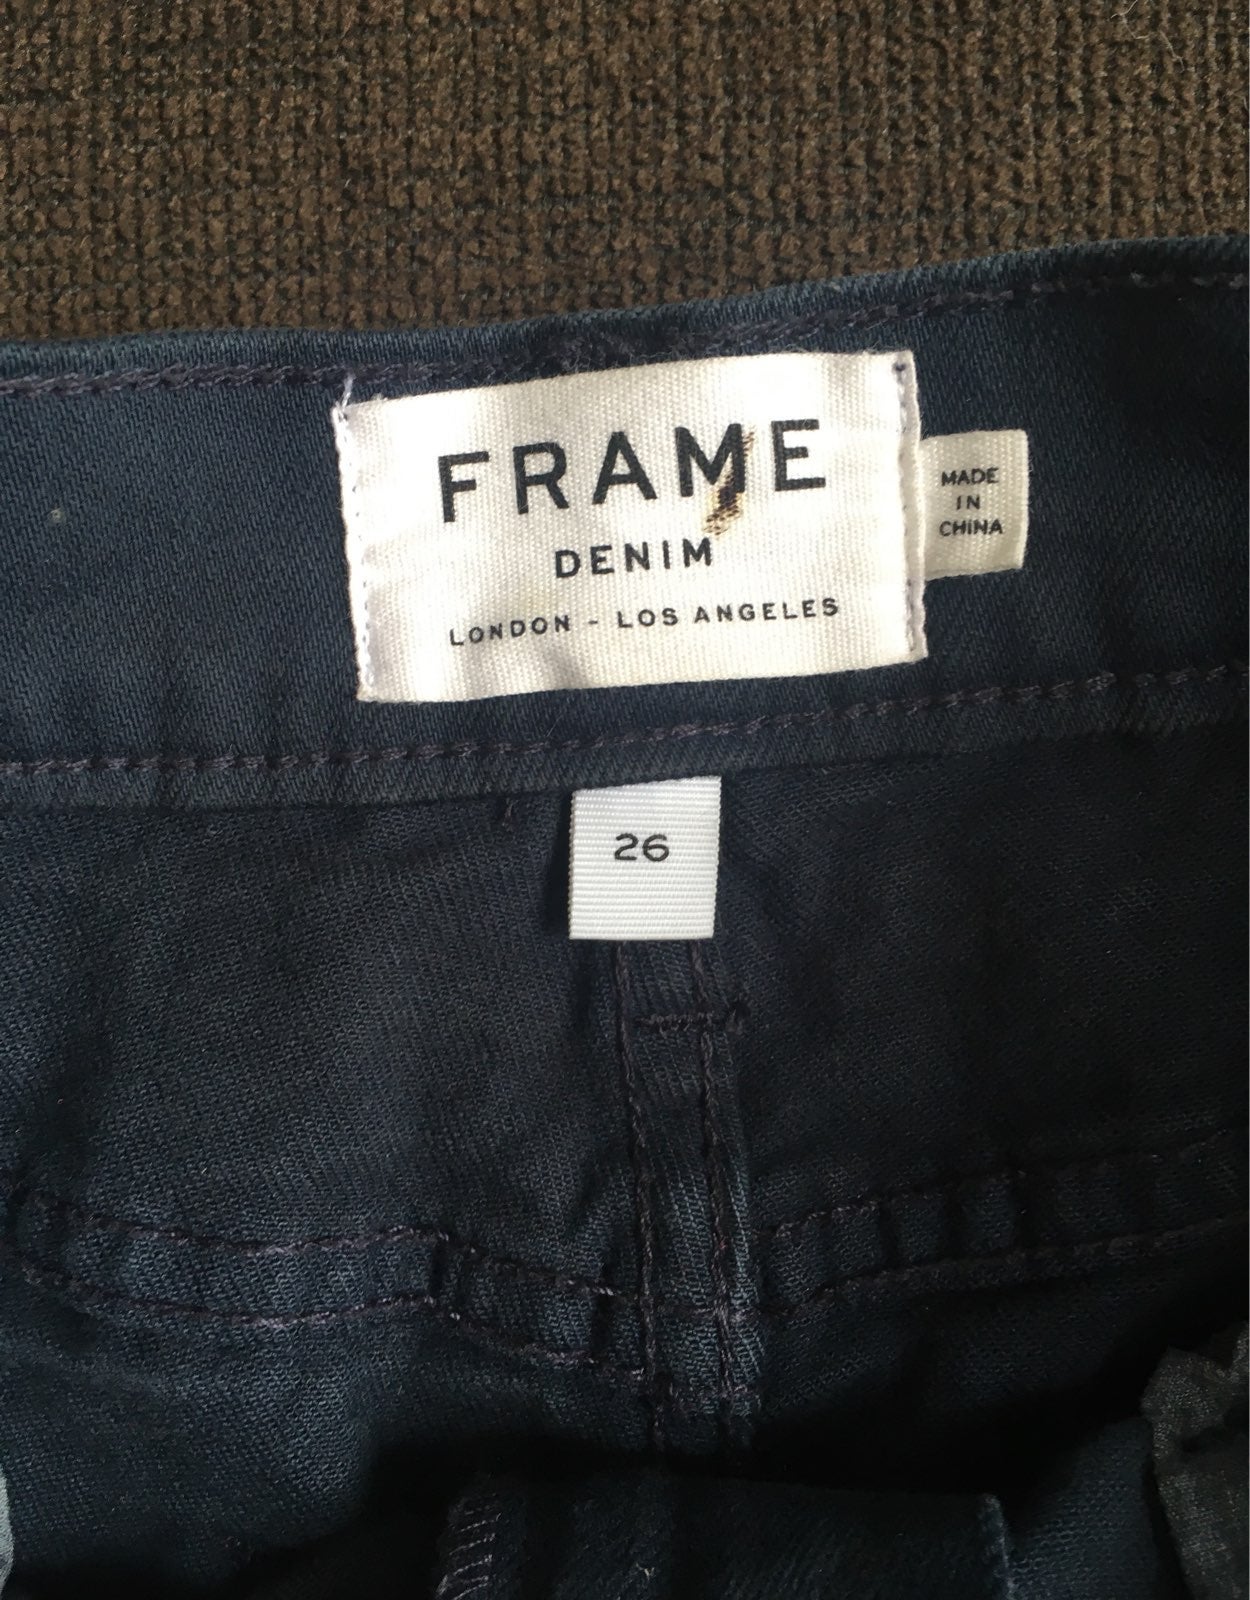 FRAME
DENIM
LONDON - LOS ANGELES
MADE
IN
CHINA
26